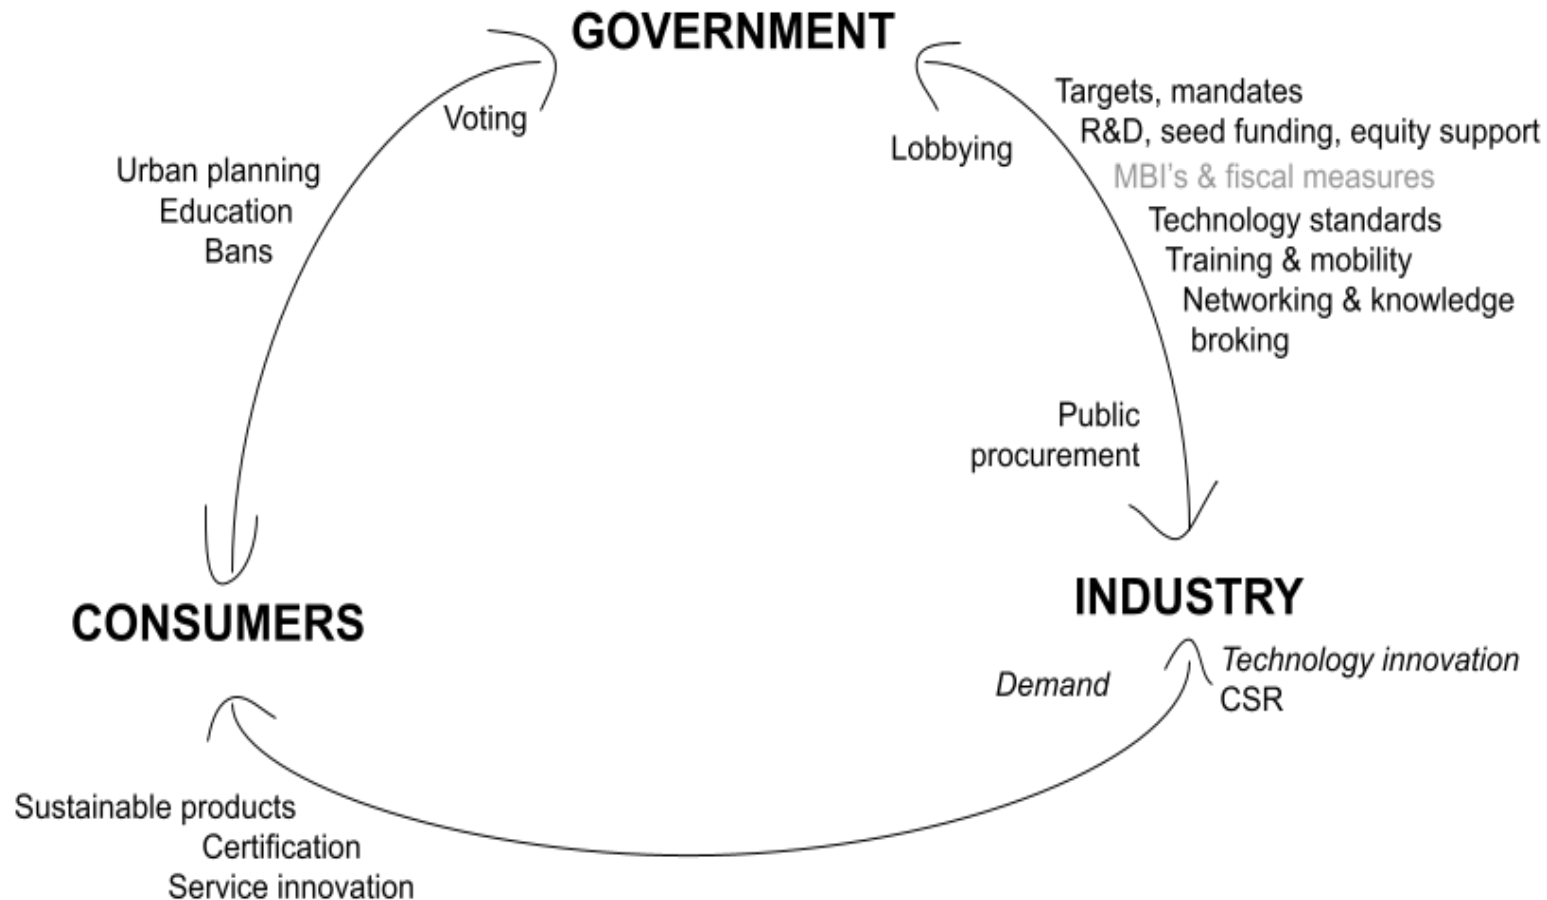 GOVERNMENT
Voting
Urban planning
Education
Bans
Lobbying
Targets, mandates
R&D, seed funding, equity support
MBI's & fiscal measures
Technology standards
Training & mobility
Networking & knowledge
broking
Public
procurement
CONSUMERS
INDUSTRY
Demand
Technology innovation
CSR
Sustainable products
Certification
Service innovation